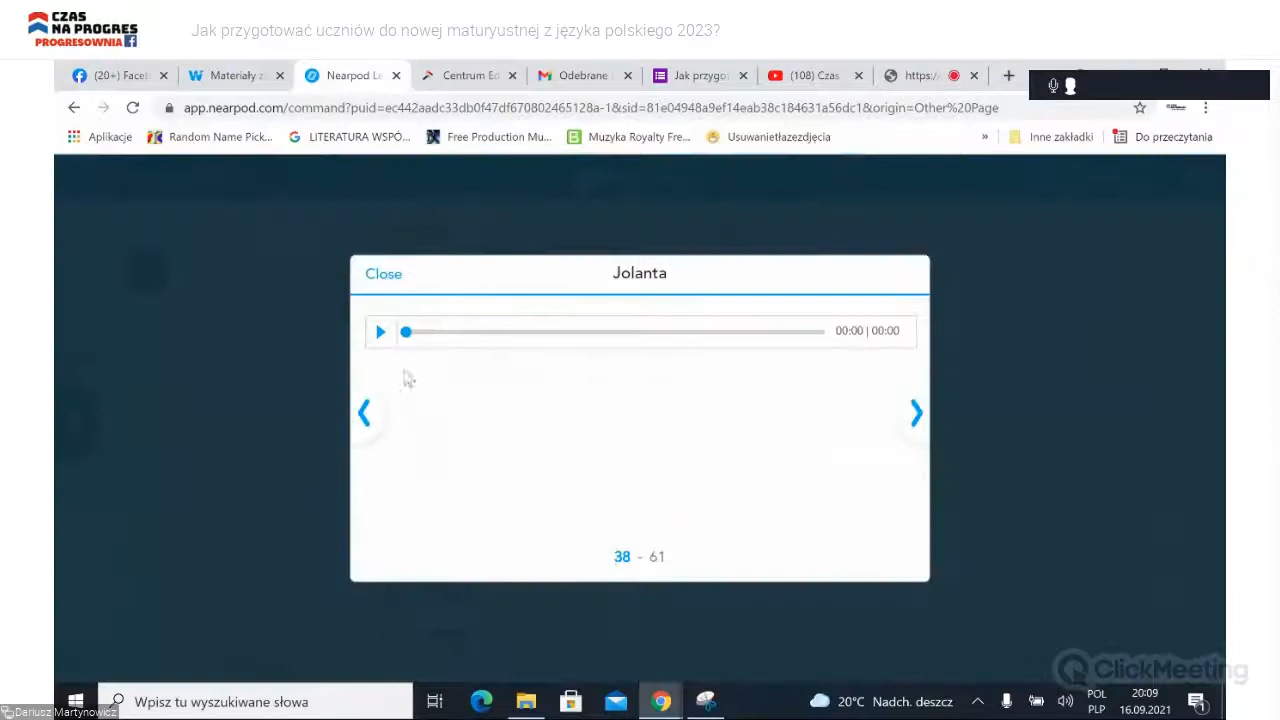 CZAS
NA PROGRES
PROGRESOWNIA
Jak przygotować uczniów do nowej maturyustnej z języka polskiego 2023?
(20+) Faceb
Materiały z
Nearpod Le
Centrum Ed
Odebrane
Jak przygo
(108) Czas
https:/
app.nearpod.com/command?puid=ec442aadc33db0f47df670802465128a-1&sid=81e04948a9ef14eab38c184631a56dc1&origin=Other%20Page
Aplikacje
Random Name Pick...
LITERATURA WSPÓ...
Free Production Mu...
Muzyka Royalty Fre...
Usuwanietłazezdjęcia
»
Inne zakładki
Do przeczytania
Close
Jolanta
00:00 | 00:00
38 - 61
ClickMeeting
Wpisz tu wyszukiwane słowa
20°C Nadch. deszcz
POL
PLP
20:09
16.09.2021
1
Dariusz Martynowicz